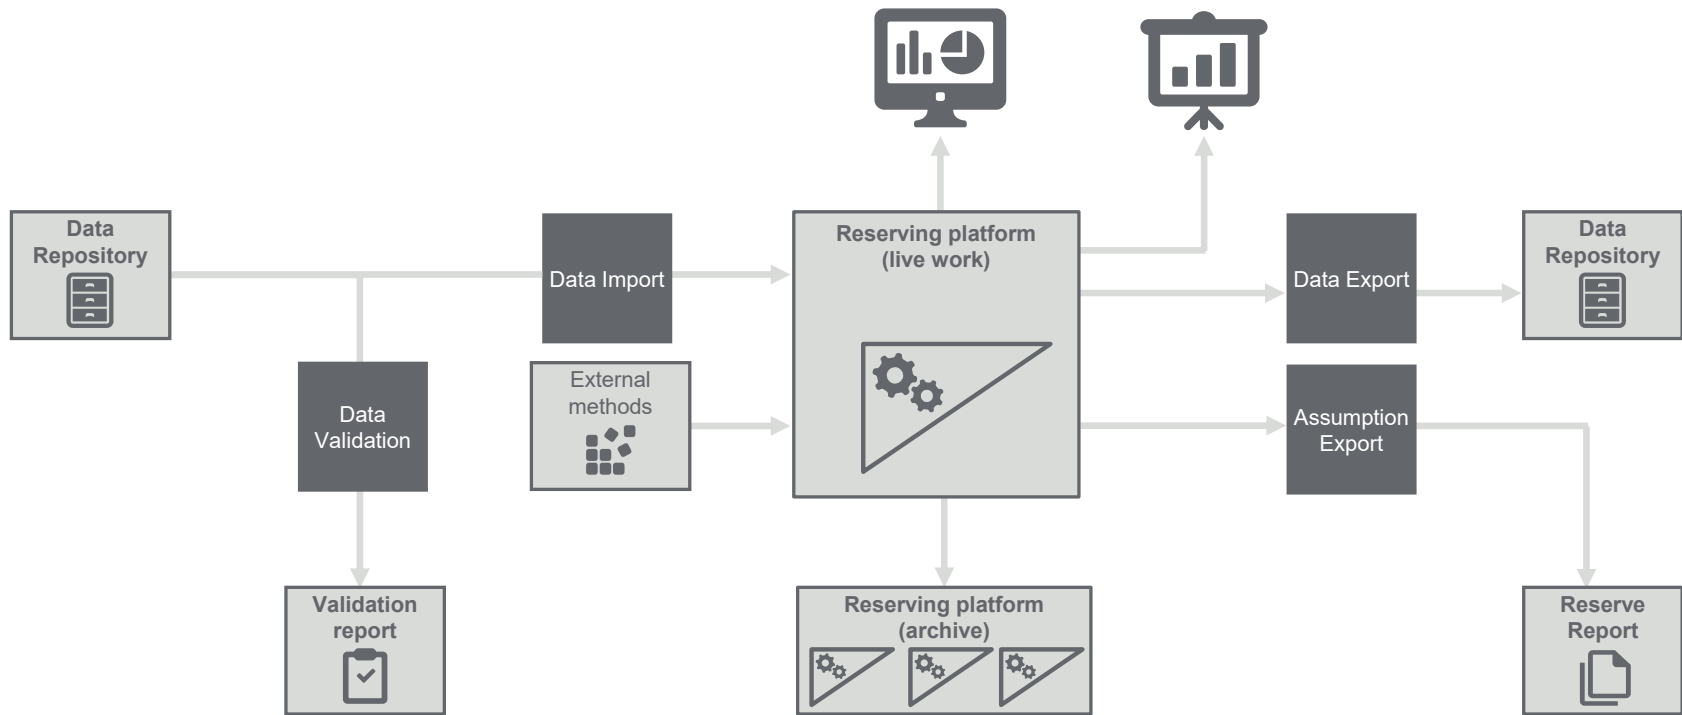 Data
Repository
Data Import
Reserving platform
(live work)
Data Export
Data
Repository
Data
Validation
External
methods
Assumption
Export
Validation
report
Reserving platform
(archive)
Reserve
Report